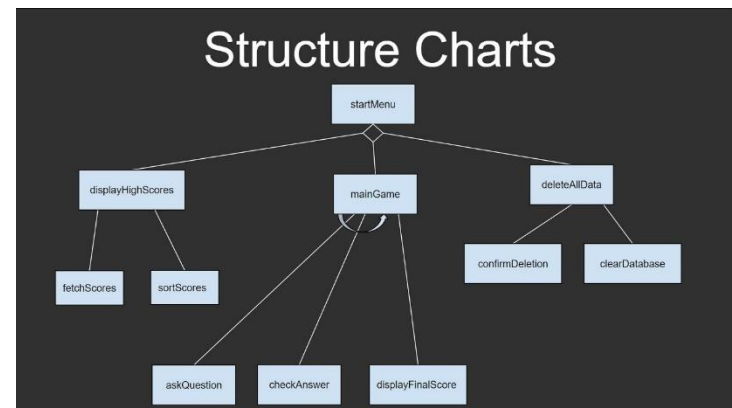 Structure Charts
startMenu
displayHighScores
mainGame
deleteAllData
fetchScores
sortScores
confirmDeletion
clearDatabase
askQuestion
checkAnswer
displayFinalScore